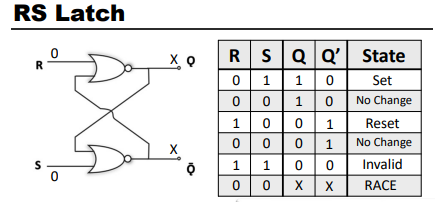 RS Latch
0
R
X Q
X
Q̄
S
0
R S Q Q' State
0 1 1 0 Set
0 0 1 0 No Change
1 0 0 1 Reset
0 0 0 1 No Change
1 1 0 0 Invalid
0 0 X X RACE